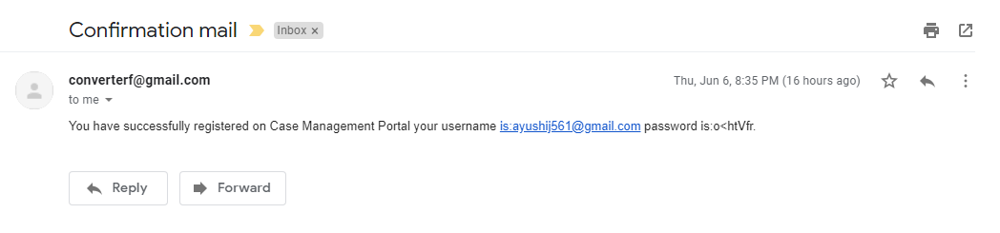 Confirmation mail Inbox ×
converterf@gmail.com Thu, Jun 6, 8:35 PM (16 hours ago)
to me
You have successfully registered on Case Management Portal your username is:ayushij561@gmail.com password is:o<htVfr.
Reply Forward